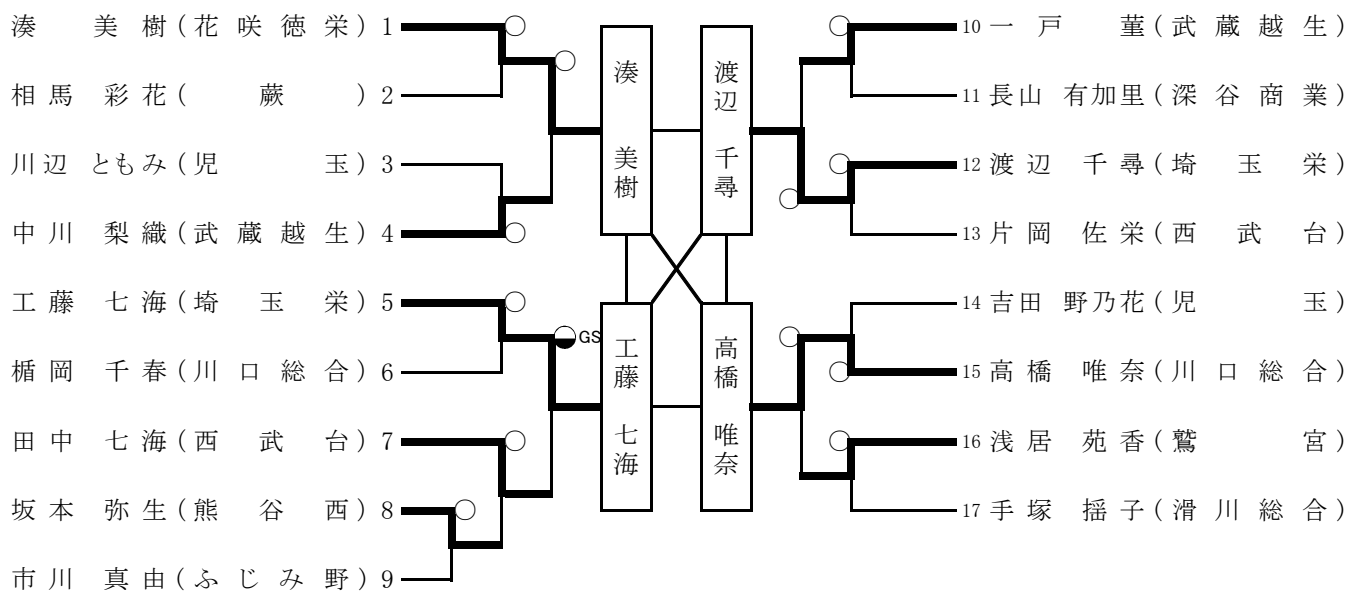 湊 美樹(花咲徳栄)1
相馬 彩花(蕨)2
川辺 ともみ(児玉)3
中川 梨織(武蔵越生)4
工藤 七海(埼玉栄)5
楯岡 千春(川口総合)6
田中 七海(西武台)7
坂本 弥生(熊谷西)8
市川 真由(ふじみ野)9
GS
湊 美樹
工藤 七海
渡辺 千尋
高橋 唯奈
10 一戸 菫(武蔵越生)
11 長山 有加里(深谷商業)
12 渡辺 千尋(埼玉栄)
13 片岡 佐栄(西武台)
14 吉田 野乃花(児玉)
15 高橋 唯奈(川口総合)
16 浅居 苑香(鷲宮)
17 手塚 揺子(滑川総合)